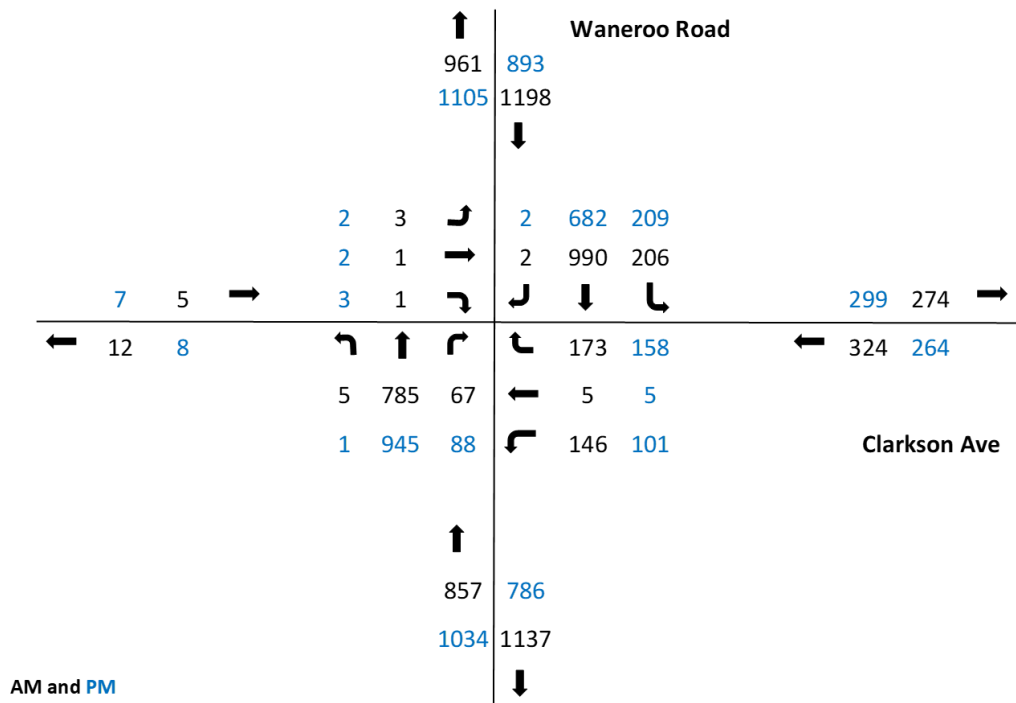 Waneroo Road
961 893
1105 1198
2 3 2 682 209
2 1 2 990 206
7 5 3 1 299 274
12 8 173 158 324 264
5 785 67 5 5
1 945 88 146 101 Clarkson Ave
857 786
1034 1137
AM and PM